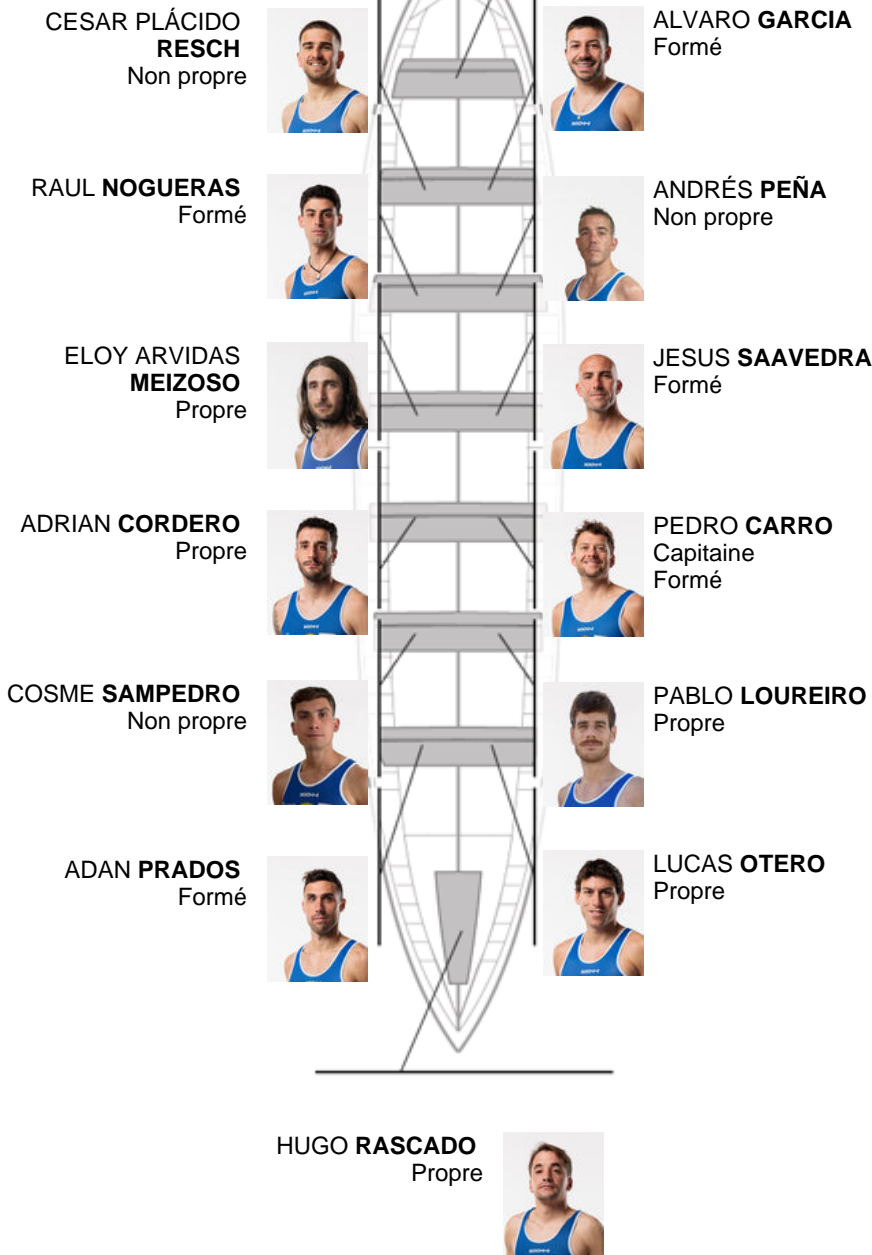 CESAR PLÁCIDO
RESCH
Non propre
ALVARO GARCIA
Formé
RAUL NOGUERAS
Formé
ANDRÉS PEÑA
Non propre
ELOY ARVIDAS
MEIZOSO
Propre
JESUS SAAVEDRA
Formé
ADRIAN CORDERO
Propre
PEDRO CARRO
Capitaine
Formé
COSME SAMPEDRO
Non propre
PABLO LOUREIRO
Propre
ADAN PRADOS
Formé
LUCAS OTERO
Propre
HUGO RASCADO
Propre